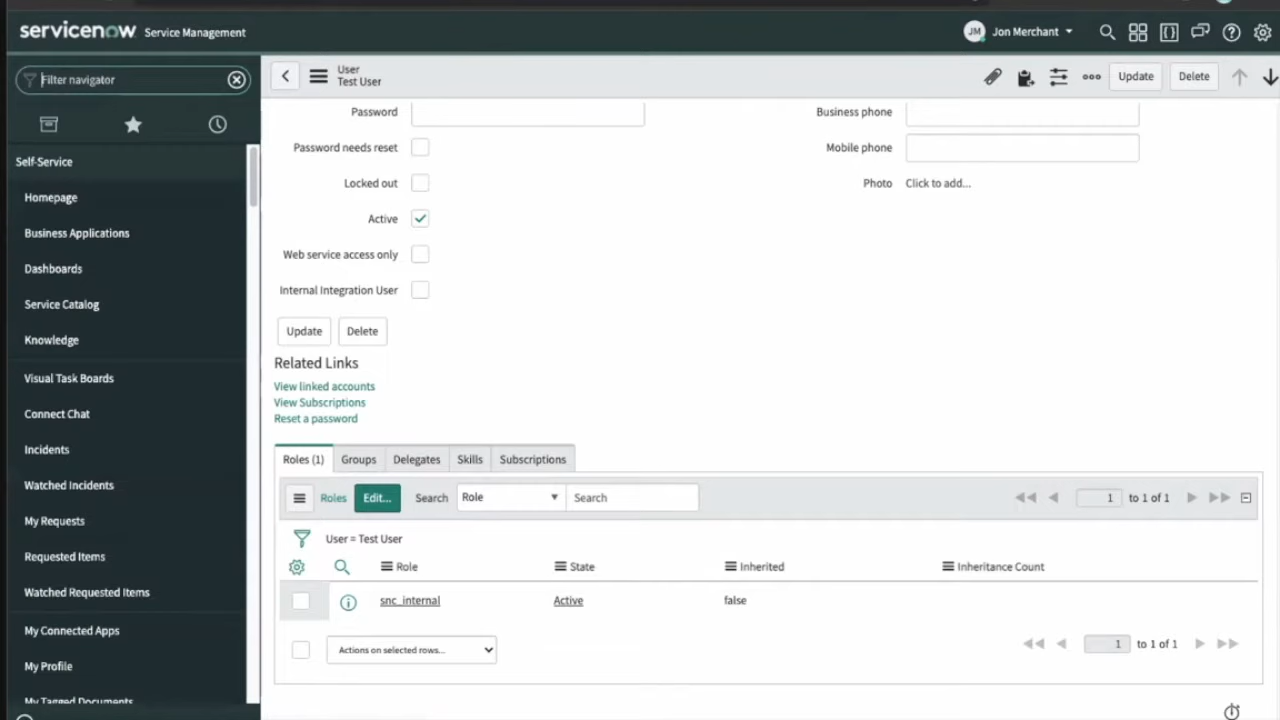 servicenow Service Management
JM Jon Merchant
Filter navigator
User
Test User
Update Delete
Self-Service
Homepage
Business Applications
Dashboards
Service Catalog
Knowledge
Visual Task Boards
Connect Chat
Incidents
Watched Incidents
My Requests
Requested Items
Watched Requested Items
My Connected Apps
My Profile
My Tagged Documents
Password
Password needs reset
Locked out
Active
Web service access only
Internal Integration User
Business phone
Mobile phone
Photo Click to add...
Update Delete
Related Links
View linked accounts
View Subscriptions
Reset a password
Roles (1) Groups Delegates Skills Subscriptions
Roles Edit... Search Role Search 1 to 1 of 1
User = Test User
Role State Inherited Inheritance Count
snc_internal Active false
Actions on selected rows... 1 to 1 of 1